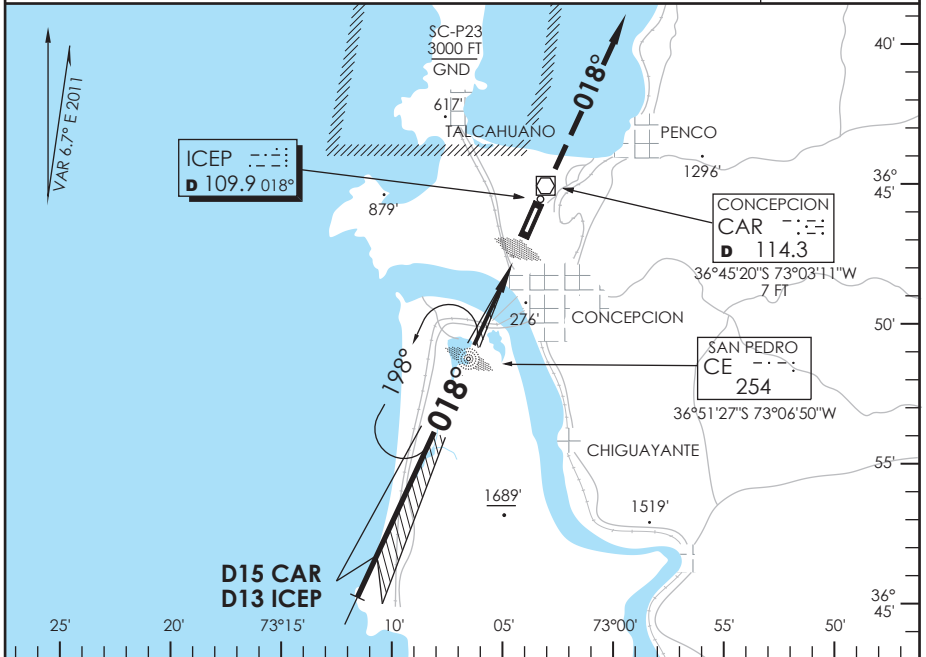 SC-P23
3000 FT
GND
40'
018°
617'
VAR 6.7° E 2011
TALCAHUANO
PENCO
ICEP
D 109.9 018°
1296'
36°
45'
879'
CONCEPCION
CAR
D 114.3
36°45'20"S 73°03'11"W
7 FT
276'
CONCEPCION
50'
SAN PEDRO
CE
254
36°51'27"S 73°06'50"W
198°
018°
CHIGUAYANTE
55'
1689'
1519'
D15 CAR
D13 ICEP
36°
45'
25'
20'
73°15'
10'
05'
73°00'
55'
50'